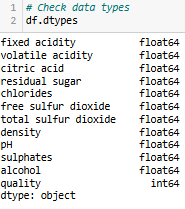 1 # Check data types
2 df.dtypes
fixed acidity float64
volatile acidity float64
citric acid float64
residual sugar float64
chlorides float64
free sulfur dioxide float64
total sulfur dioxide float64
density float64
pH float64
sulphates float64
alcohol float64
quality int64
dtype: object